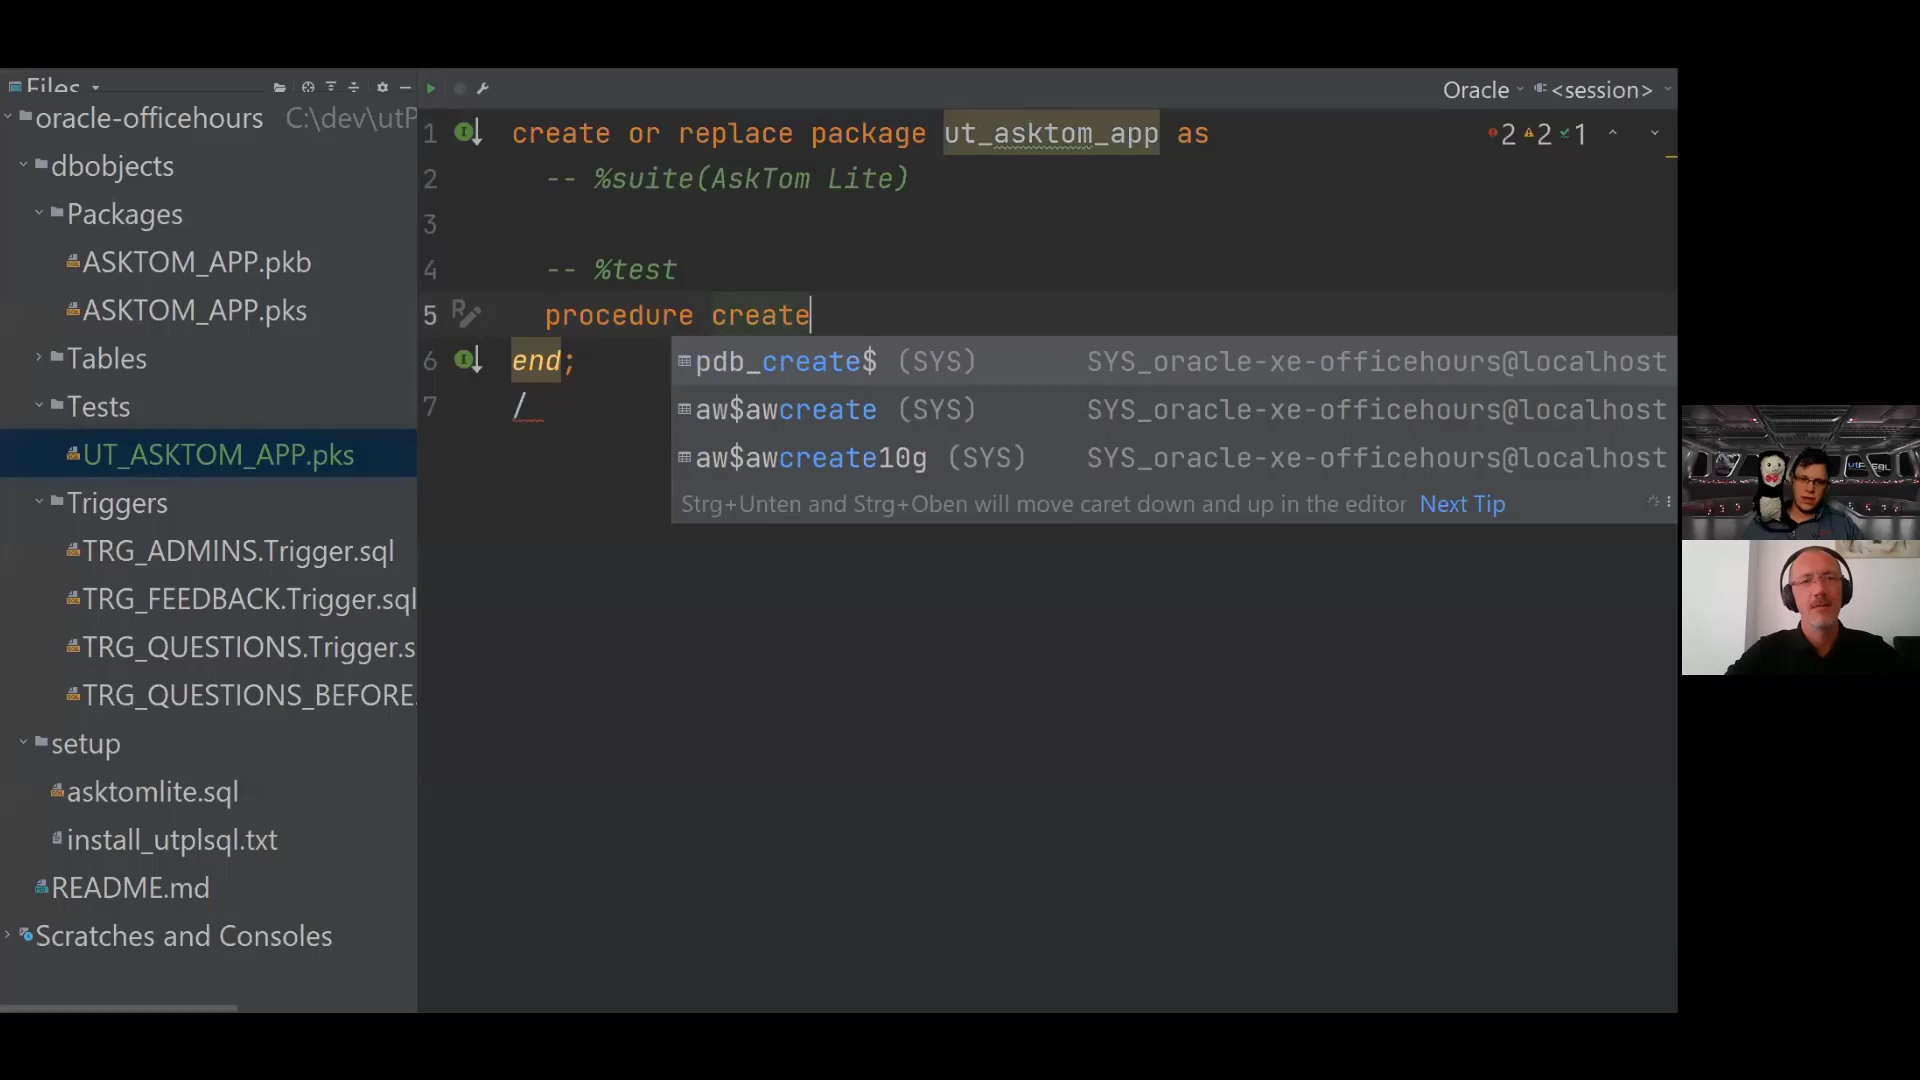 Files
oracle-officehours C:\dev\utP
dbobjects
Packages
ASKTOM_APP.pkb
ASKTOM_APP.pks
Tables
Tests
UT_ASKTOM_APP.pks
Triggers
TRG_ADMINS.Trigger.sql
TRG_FEEDBACK.Trigger.sql
TRG_QUESTIONS.Trigger.s
TRG_QUESTIONS_BEFORE.
setup
asktomlite.sql
install_utplsql.txt
README.md
Scratches and Consoles
Oracle <session>
2 2 1
1 create or replace package ut_asktom_app as
2 -- %suite(AskTom Lite)
3
4 -- %test
5 procedure create
6 end;
7 /
pdb_create$ (SYS) SYS_oracle-xe-officehours@localhost
aw$awcreate (SYS) SYS_oracle-xe-officehours@localhost
aw$awcreate10g (SYS) SYS_oracle-xe-officehours@localhost
Strg+Unten and Strg+Oben will move caret down and up in the editor Next Tip
utPLSQL